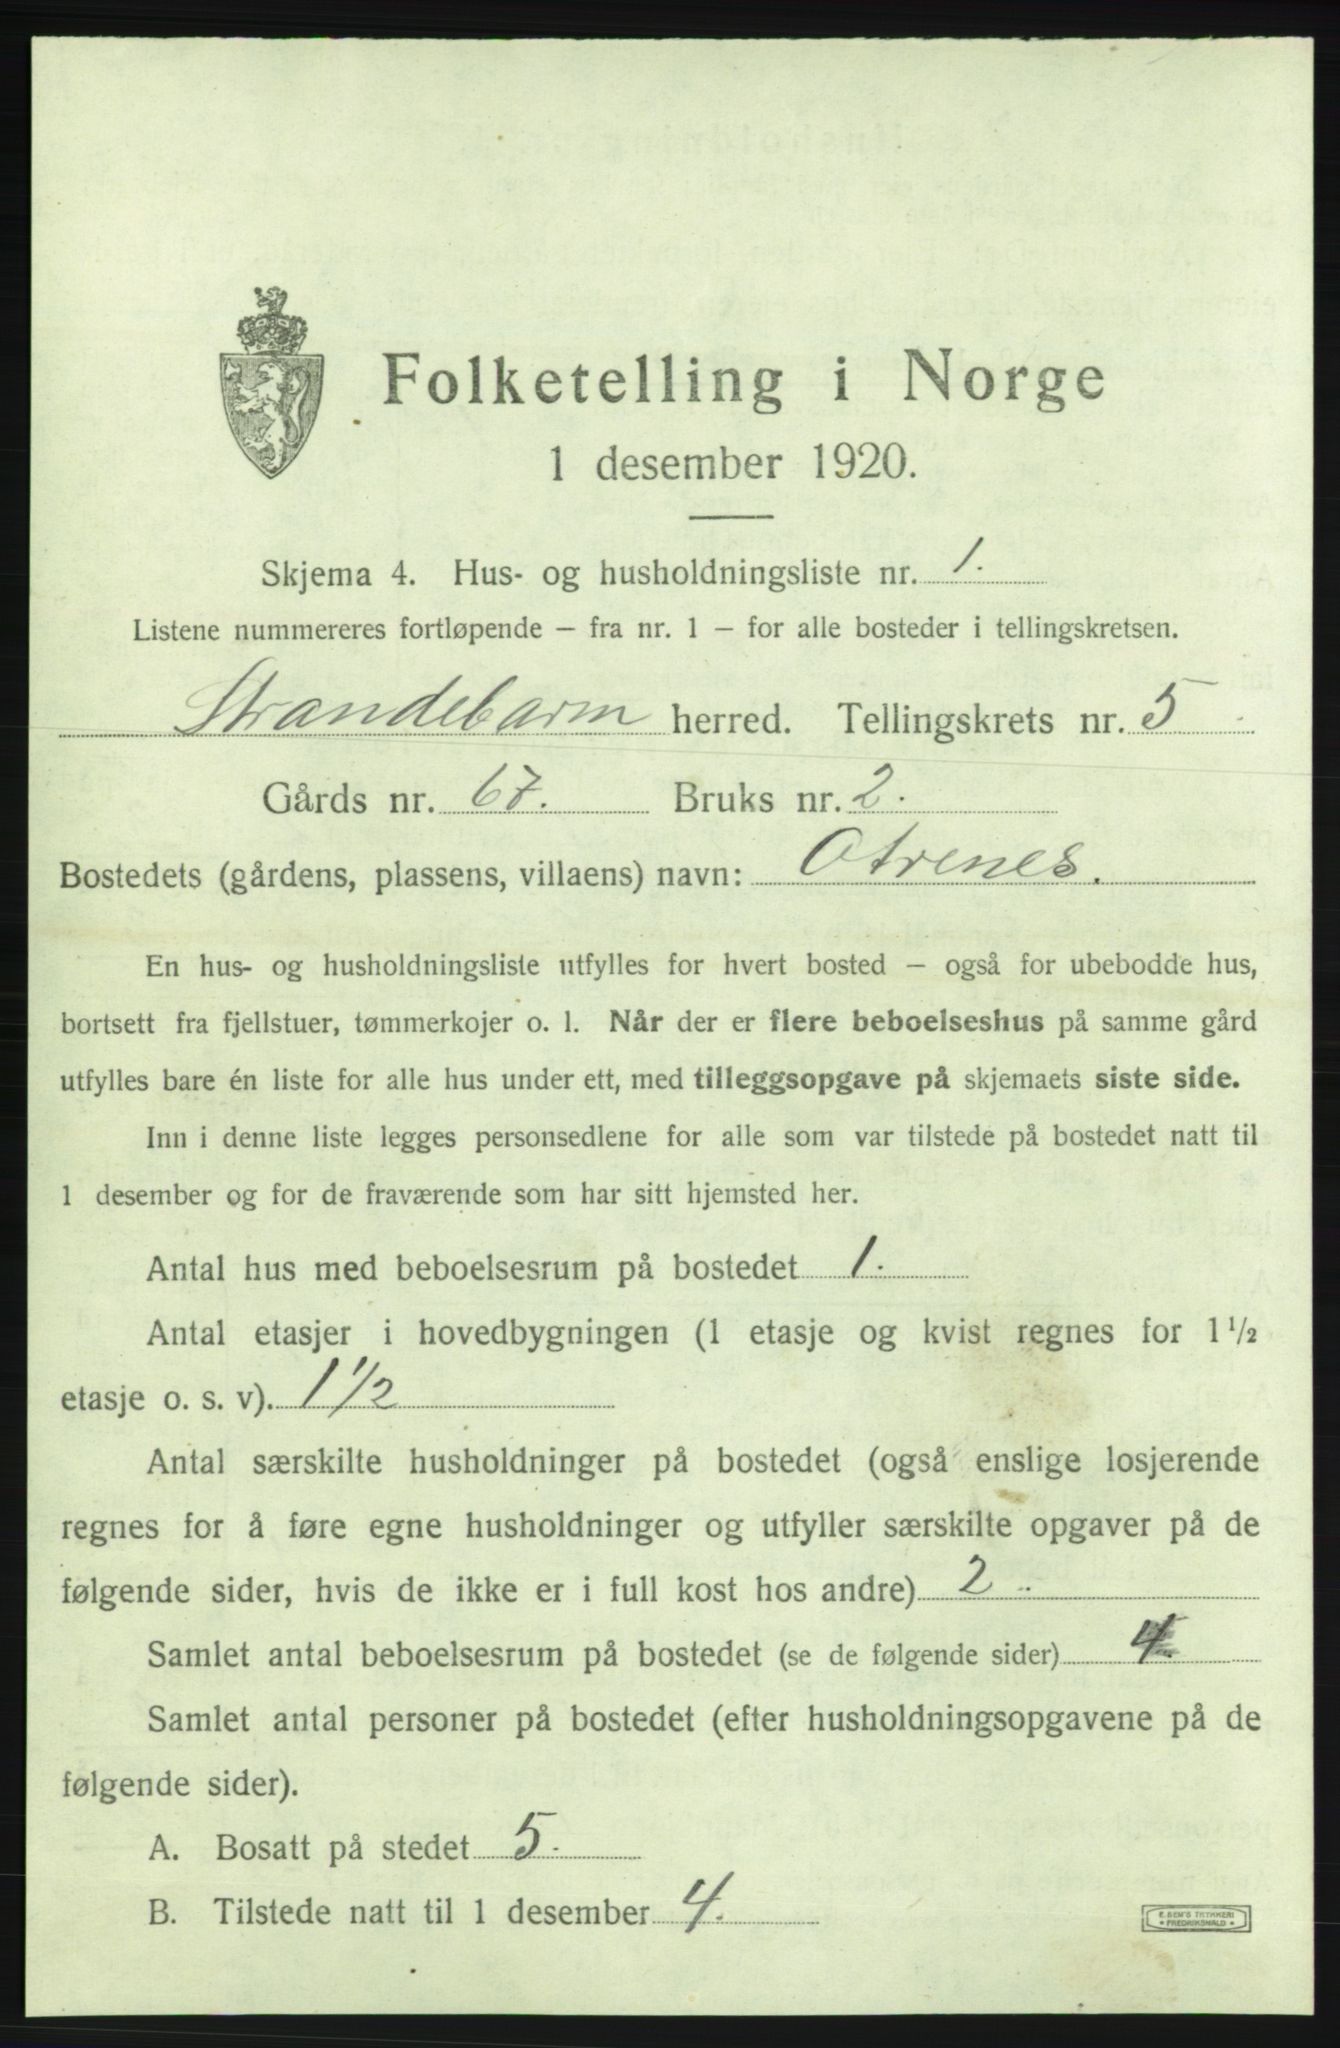 Folketelling i Norge
1 desember 1920.
Skjema 4. Hus- og husholdningsliste nr. 1.
Listene nummereres fortløpende – fra nr. 1 – for alle bosteder i tellingskretsen.
Strandebarm herred. Tellingskrets nr. 5
Gårds nr. 67. Bruks nr. 2.
Bostedets (gårdens, plassens, villaens) navn: Otrenes.
En hus- og husholdningsliste utfylles for hvert bosted – også for ubebodde hus,
bortsett fra fjellstuer, tømmerkojer o. l. Når der er flere beboelseshus på samme gård
utfylles bare én liste for alle hus under ett, med tilleggsopgave på skjemaets siste side.
Inn i denne liste legges personsedlene for alle som var tilstede på bostedet natt til
1 desember og for de fraværende som har sitt hjemsted her.
Antal hus med beboelsesrum på bostedet 1.
Antal etasjer i hovedbygningen (1 etasje og kvist regnes for 1 1/2
etasje o. s. v). 1 1/2
Antal særskilte husholdninger på bostedet (også enslige losjerende
regnes for å føre egne husholdninger og utfyller særskilte opgaver på de
følgende sider, hvis de ikke er i full kost hos andre) 2.
Samlet antal beboelsesrum på bostedet (se de følgende sider) 4
Samlet antal personer på bostedet (efter husholdningsopgavene på de
følgende sider).
A. Bosatt på stedet 5.
B. Tilstede natt til 1 desember 4.
E. SEM'S TRYKKERI
FREDRIKSHALD